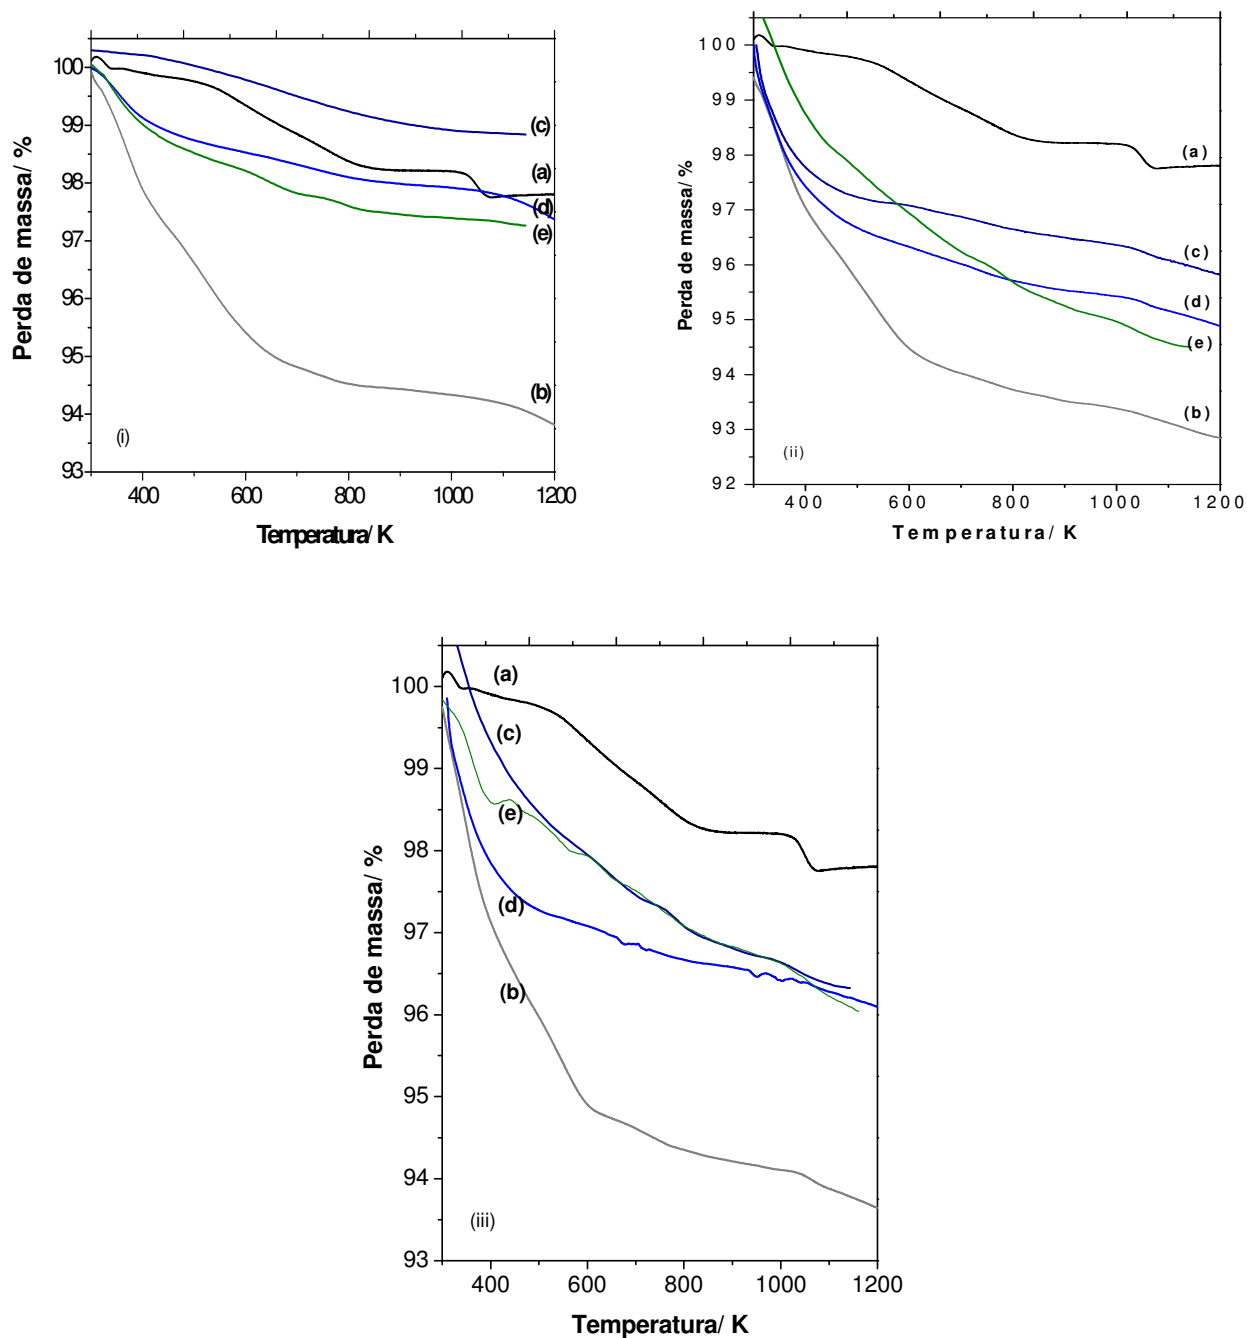 100
99
98
97
96
95
94
93
400
600
800
1000
1200
Perda de massa/ %
Temperatura/ K
(c)
(a)
(d)
(e)
(b)
(i)
100
99
98
97
96
95
94
93
92
400
600
800
1000
1200
Perda de massa/ %
Temperatura/ K
(a)
(c)
(d)
(e)
(b)
(ii)
100
99
98
97
96
95
94
93
400
600
800
1000
1200
Perda de massa/ %
Temperatura/ K
(a)
(c)
(e)
(d)
(b)
(iii)